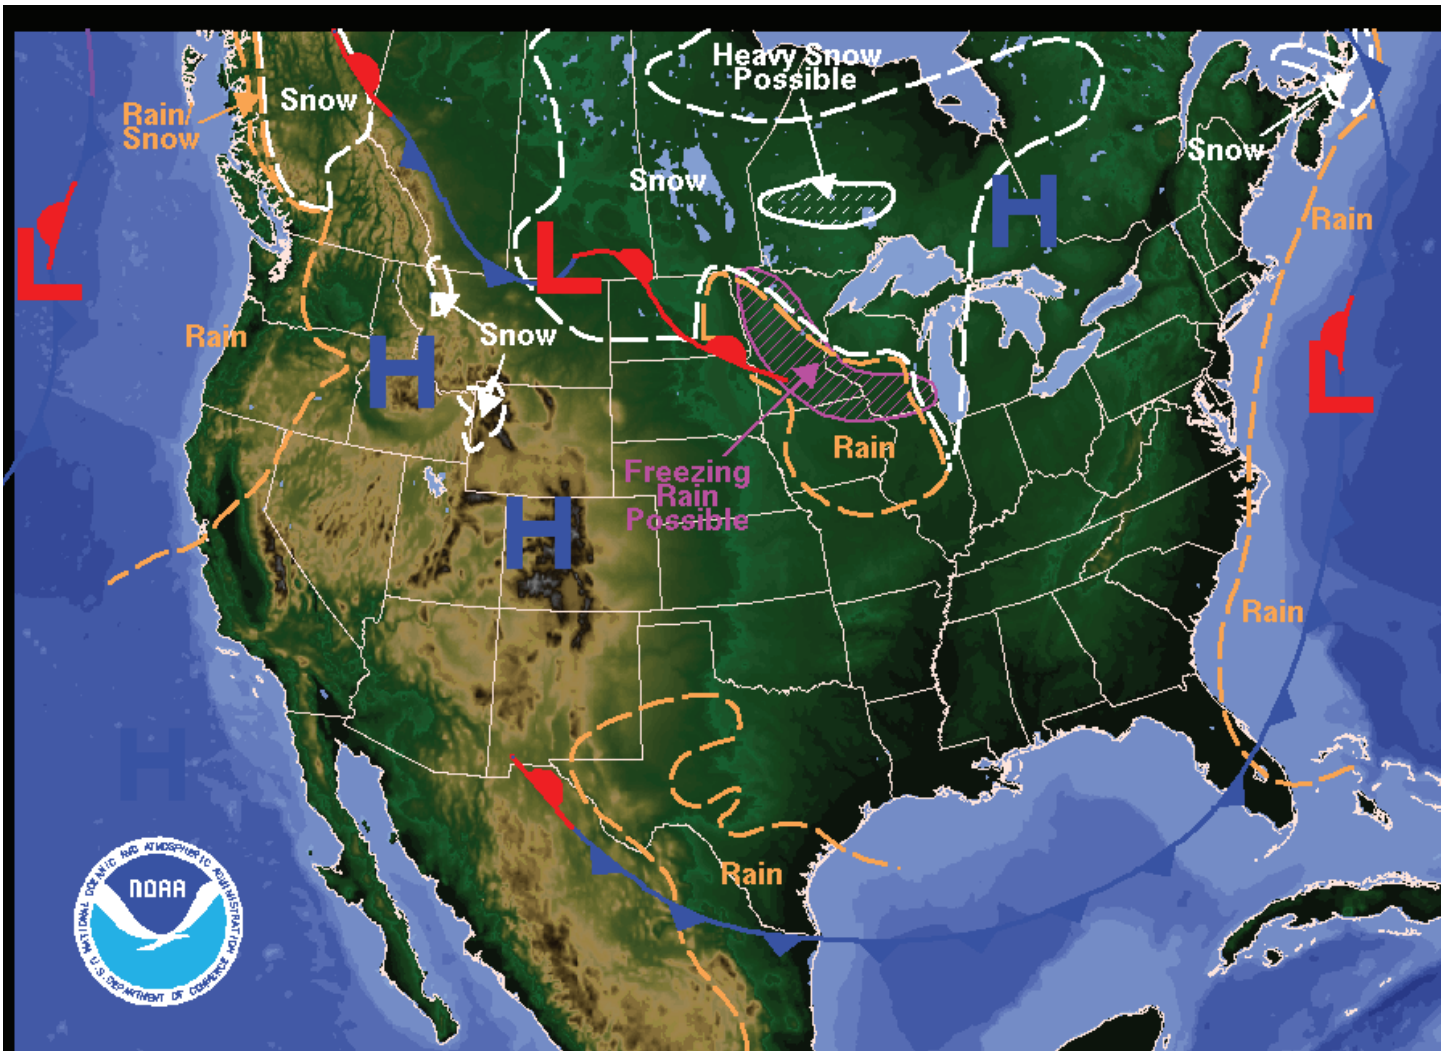 Heavy Snow
Possible
Snow
Rain/
Snow
Snow
Snow
Rain
L
H
L
Rain
Snow
H
L
Rain
Freezing
Rain
Possible
H
Rain
H
Rain
NATIONAL OCEANIC AND ATMOSPHERIC ADMINISTRATION
NOAA
U.S. DEPARTMENT OF COMMERCE